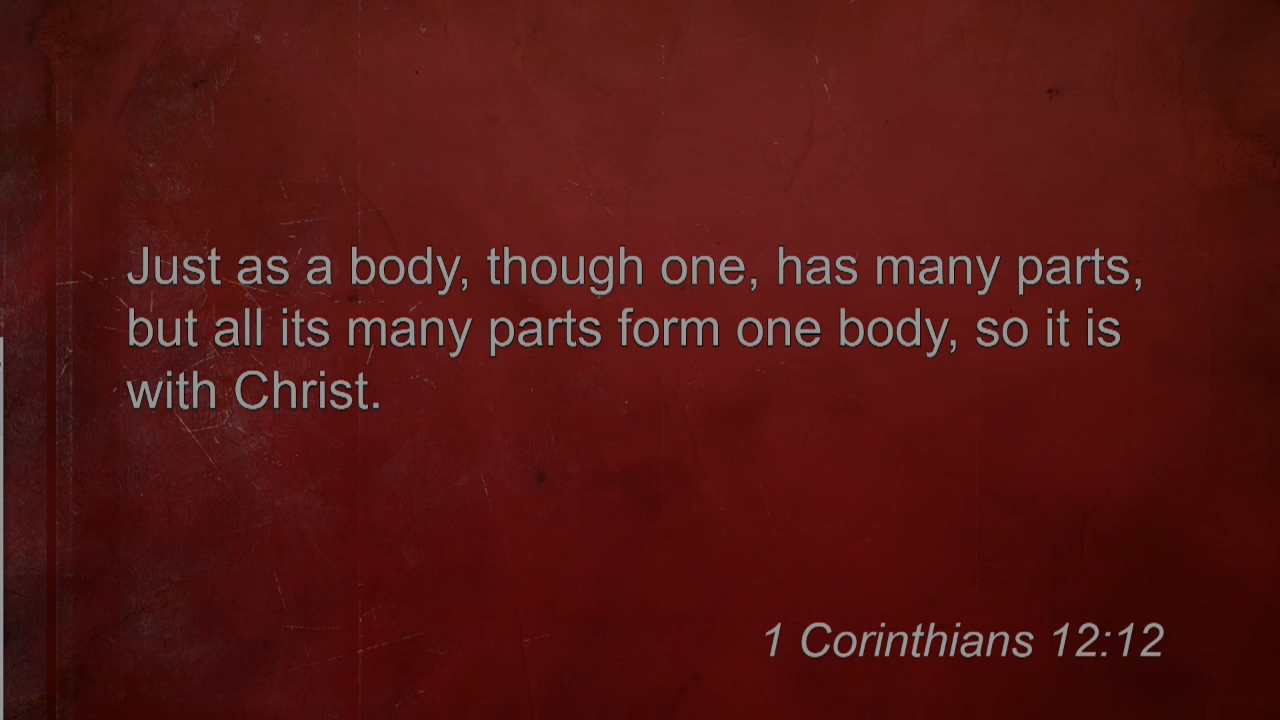 Just as a body, though one, has many parts,
but all its many parts form one body, so it is
with Christ.
1 Corinthians 12:12